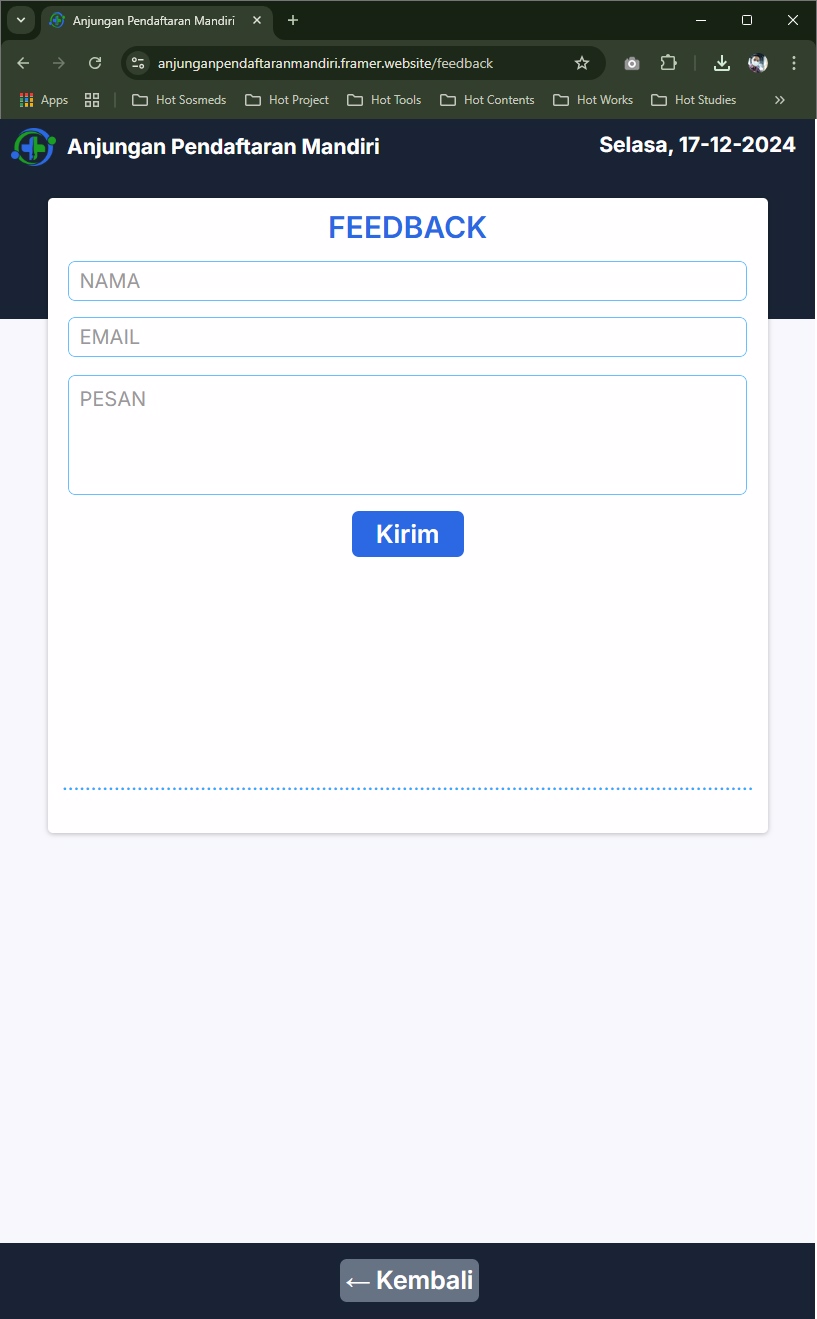 Anjungan Pendaftaran Mandiri
anjunganpendaftaranmandiri.framer.website/feedback
Apps Hot Sosmeds Hot Project Hot Tools Hot Contents Hot Works Hot Studies
Anjungan Pendaftaran Mandiri Selasa, 17-12-2024
FEEDBACK
NAMA
EMAIL
PESAN
Kirim
←Kembali